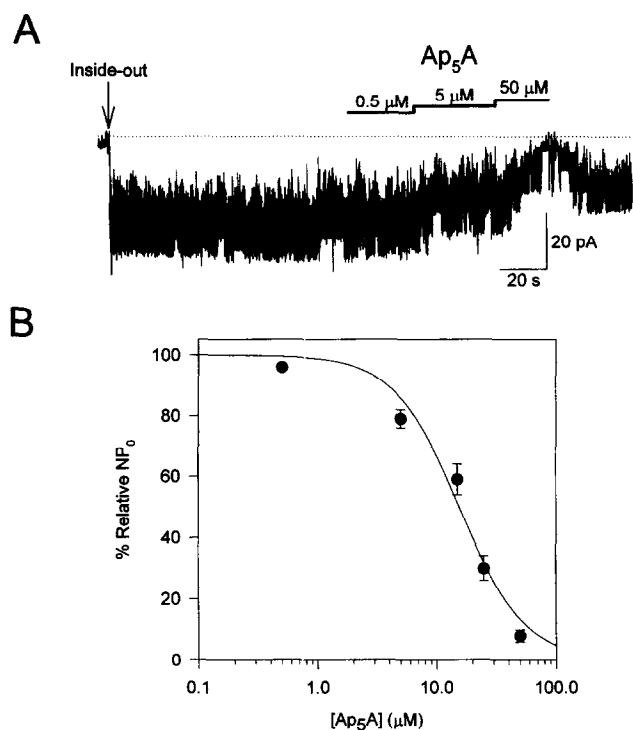 A
Inside-out
Ap₅A
0.5 μM
5 μM
50 μM
20 pA
20 s
B
100
80
60
40
20
0
% Relative NP₀
0.1
1.0
10.0
100.0
[Ap₅A] (μM)